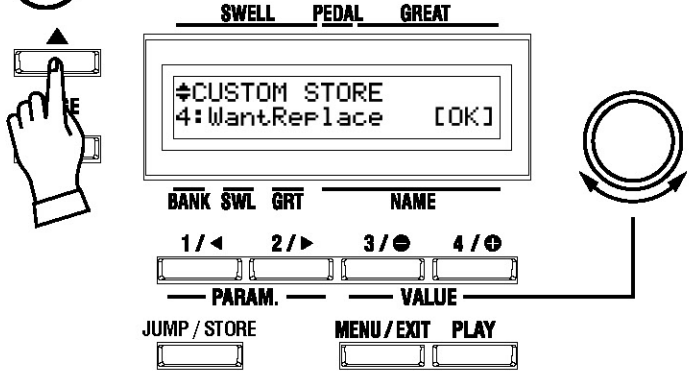 SWELL PEDAL GREAT
▲
CUSTOM STORE
4:WantReplace [OK]
BANK SWL GRT NAME
1/◄ 2/► 3/⊖ 4/⊕
PARAM. VALUE
JUMP / STORE MENU / EXIT PLAY